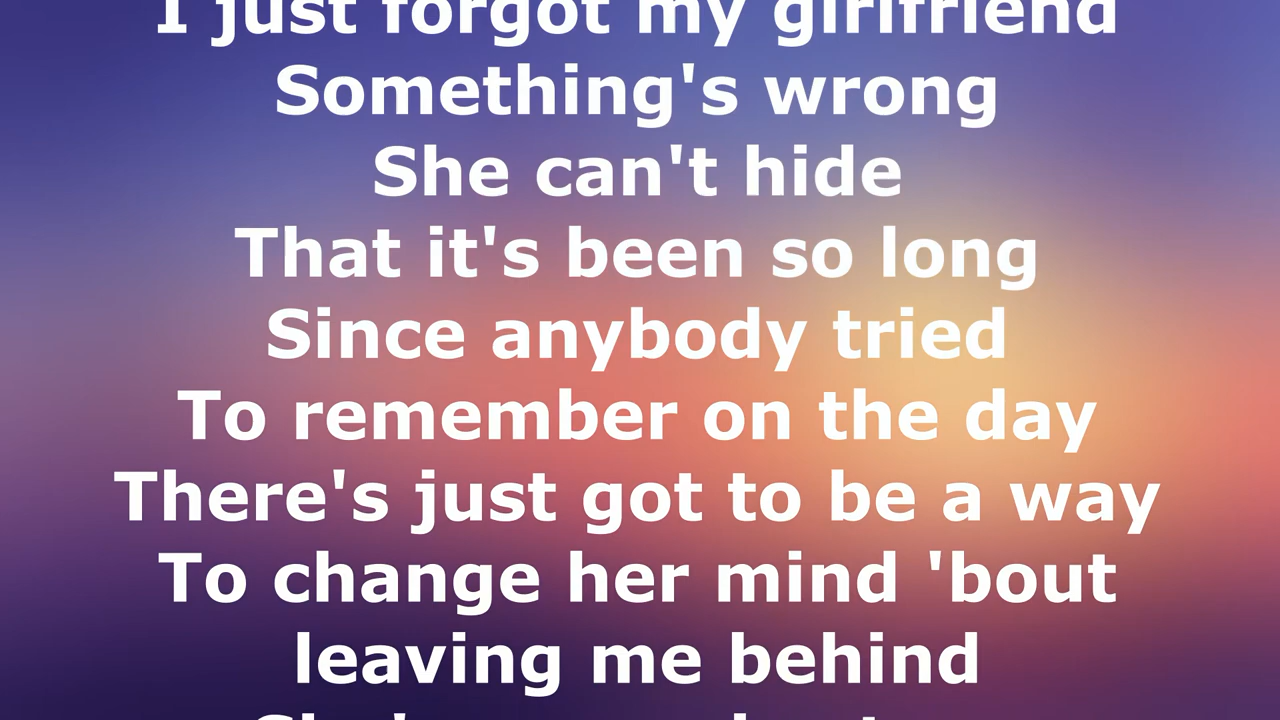 I just forgot my girlfriend
Something's wrong
She can't hide
That it's been so long
Since anybody tried
To remember on the day
There's just got to be a way
To change her mind 'bout
leaving me behind